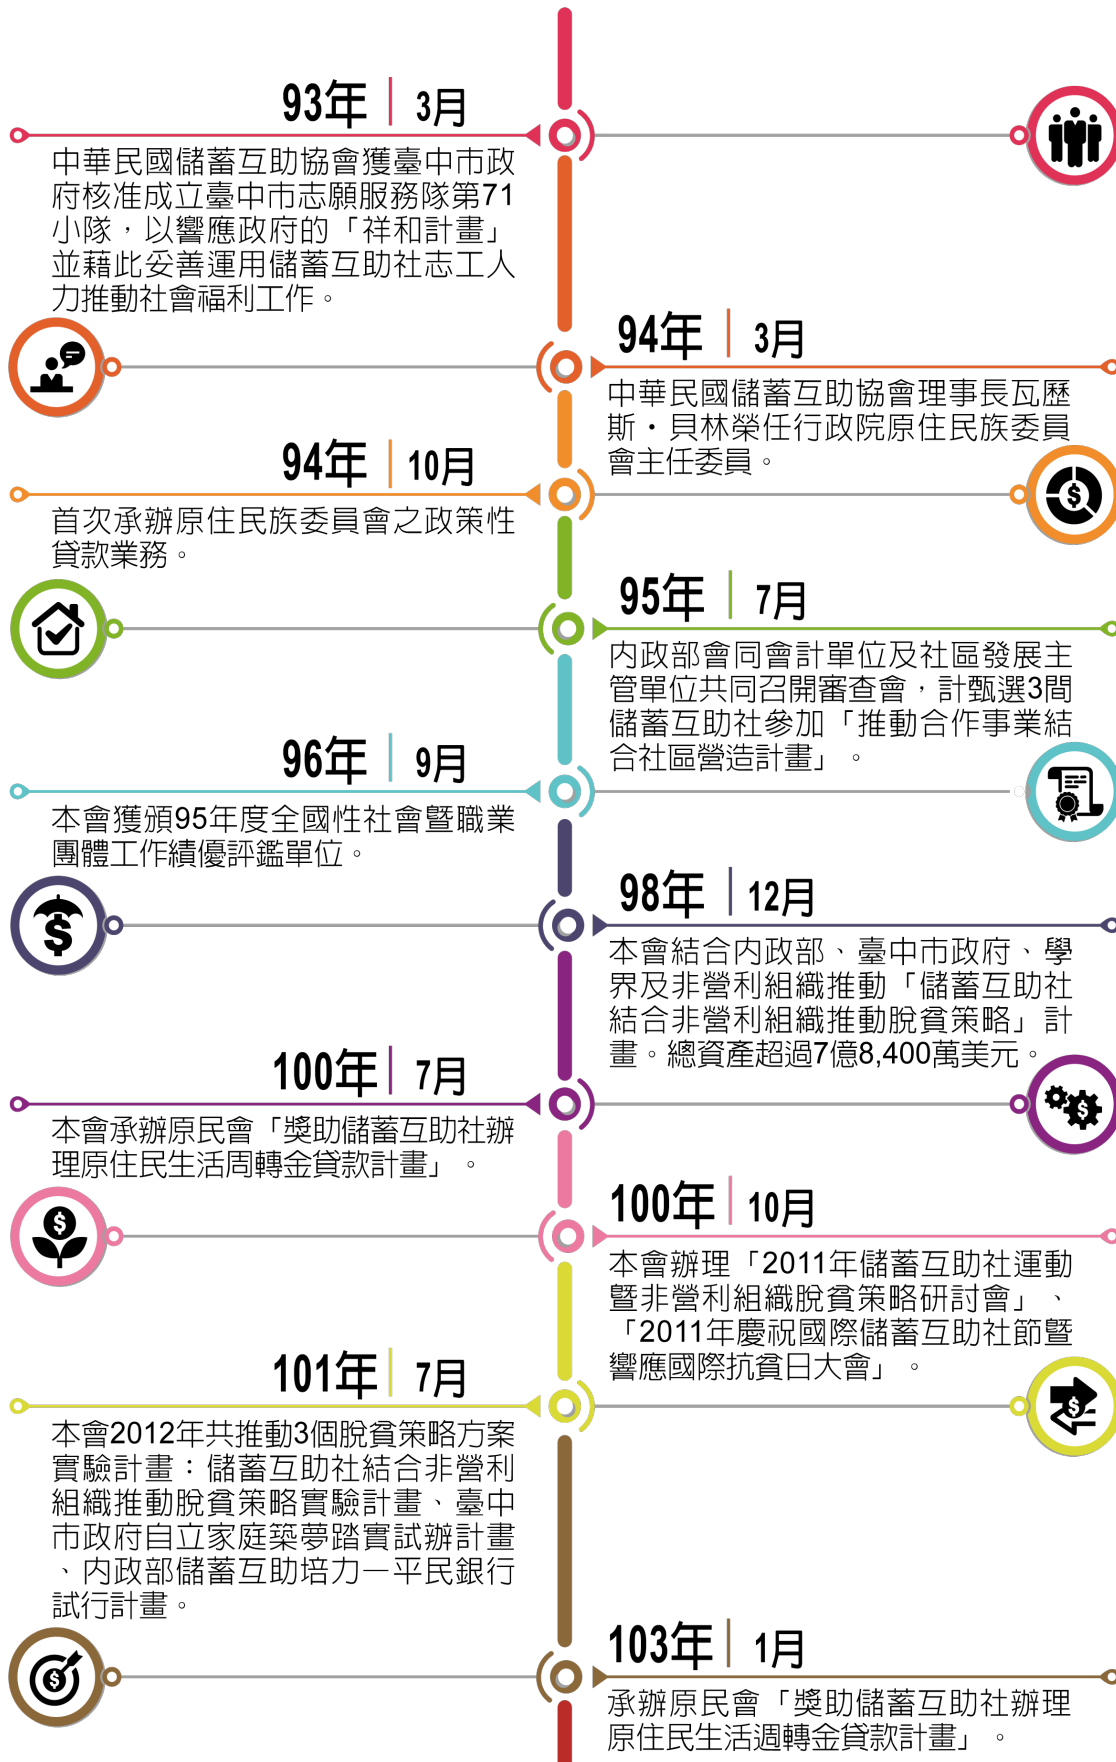 93年 3月
中華民國儲蓄互助協會獲臺中市政
府核准成立臺中市志願服務隊第71
小隊，以響應政府的「祥和計畫」
並藉此妥善運用儲蓄互助社志工人
力推動社會福利工作。
94年 3月
中華民國儲蓄互助協會理事長瓦歷
斯・貝林榮任行政院原住民族委員
會主任委員。
94年 10月
首次承辦原住民族委員會之政策性
貸款業務。
95年 7月
內政部會同會計單位及社區發展主
管單位共同召開審查會，計甄選3間
儲蓄互助社參加「推動合作事業結
合社區營造計畫」。
96年 9月
本會獲頒95年度全國性社會暨職業
團體工作績優評鑑單位。
98年 12月
本會結合內政部、臺中市政府、學
界及非營利組織推動「儲蓄互助社
結合非營利組織推動脫貧策略」計
畫。總資產超過7億8,400萬美元。
100年 7月
本會承辦原民會「獎助儲蓄互助社辦
理原住民生活周轉金貸款計畫」。
100年 10月
本會辦理「2011年儲蓄互助社運動
暨非營利組織脫貧策略研討會」、
「2011年慶祝國際儲蓄互助社節暨
響應國際抗貧日大會」。
101年 7月
本會2012年共推動3個脫貧策略方案
實驗計畫：儲蓄互助社結合非營利
組織推動脫貧策略實驗計畫、臺中
市政府自立家庭築夢踏實試辦計畫
、內政部儲蓄互助培力—平民銀行
試行計畫。
103年 1月
承辦原民會「獎助儲蓄互助社辦理
原住民生活週轉金貸款計畫」。